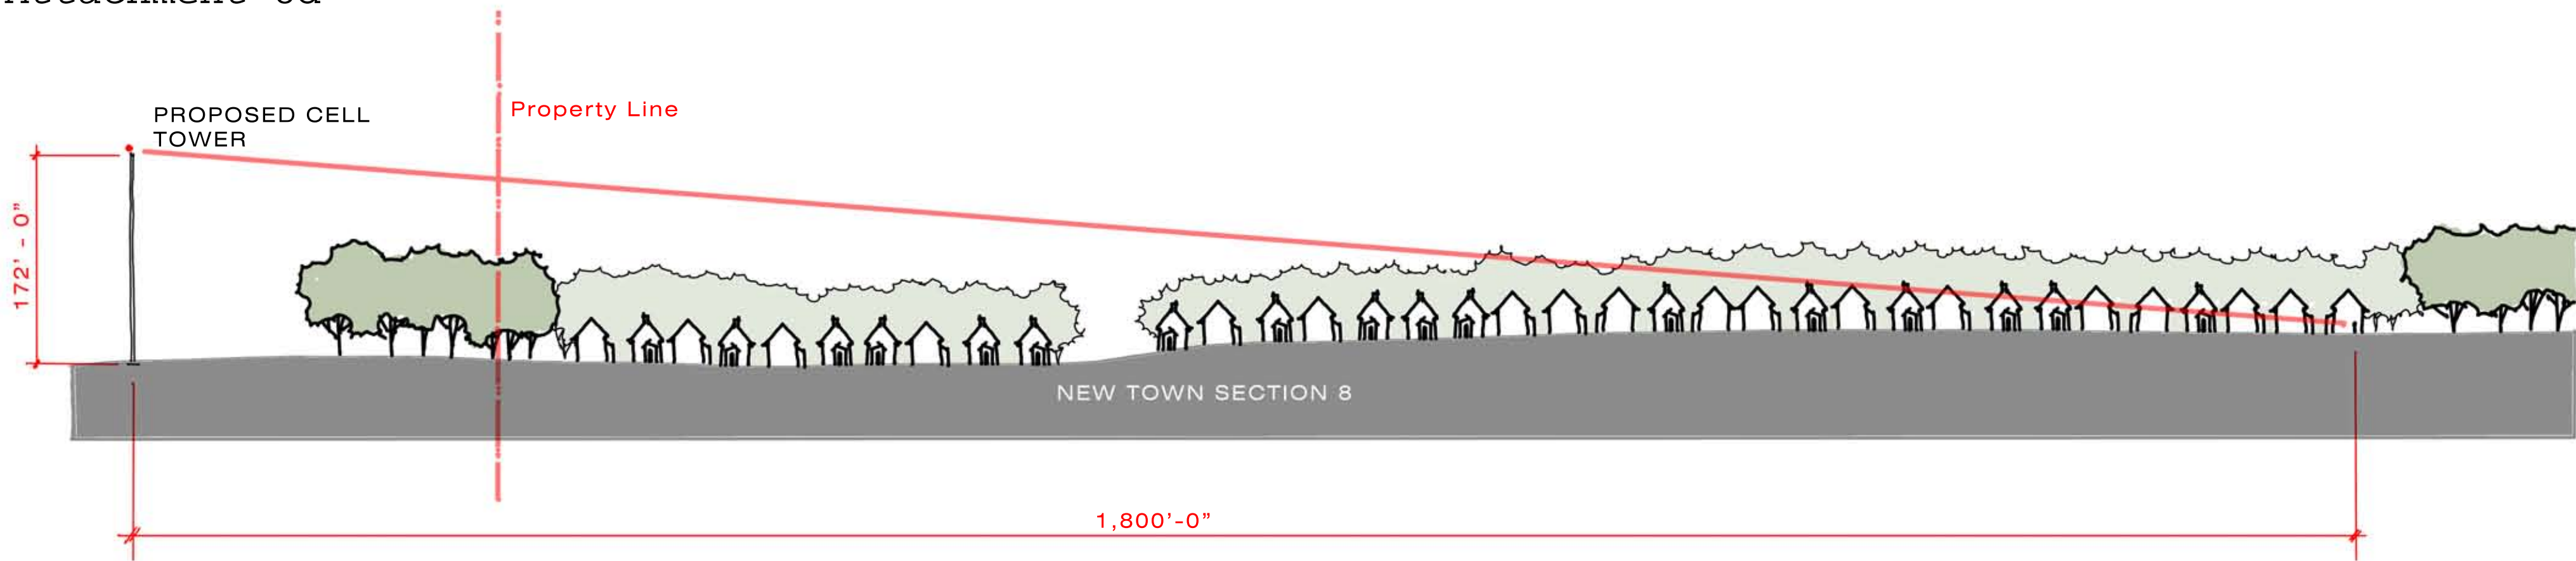 PROPOSED CELL
TOWER
Property Line
172' - 0”
NEW TOWN SECTION 8
1,800'-0”